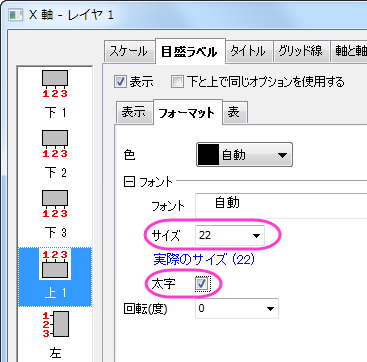 X 軸 - レイヤ 1
スケール 目盛ラベル タイトル グリッド線 軸と軸
表示 下と上で同じオプションを使用する
表示 フォーマット 表
123
下 1
123
下 2
123
下 3
123
上 1
123
左
色 自動
フォント
フォント 自動
サイズ 22
実際のサイズ (22)
太字
回転(度) 0